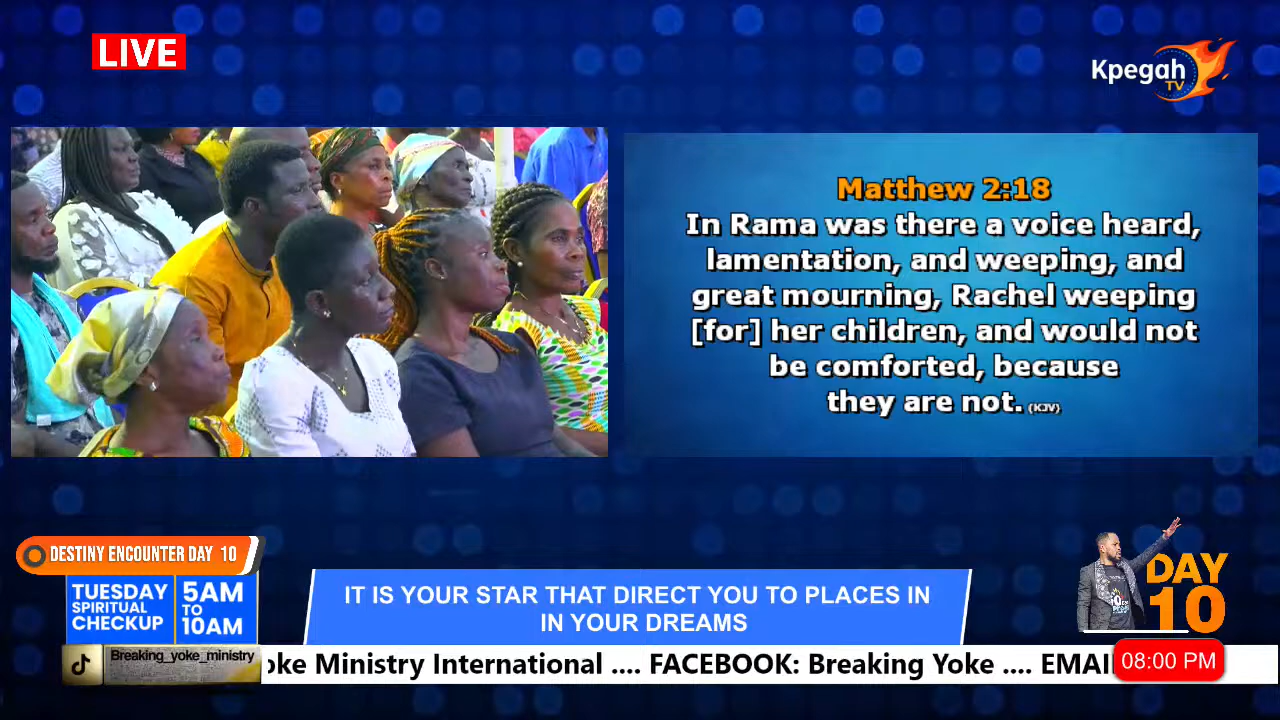 LIVE
Kpegah
TV
Matthew 2:18
In Rama was there a voice heard,
lamentation, and weeping, and
great mourning, Rachel weeping
[for] her children, and would not
be comforted, because
they are not. (KJV)
DESTINY ENCOUNTER DAY 10
TUESDAY
SPIRITUAL
CHECKUP
5AM
TO
10AM
IT IS YOUR STAR THAT DIRECT YOU TO PLACES IN
IN YOUR DREAMS
DAY
10
Breaking_yoke_ministry
oke Ministry International .... FACEBOOK: Breaking Yoke .... EMAI
08:00 PM